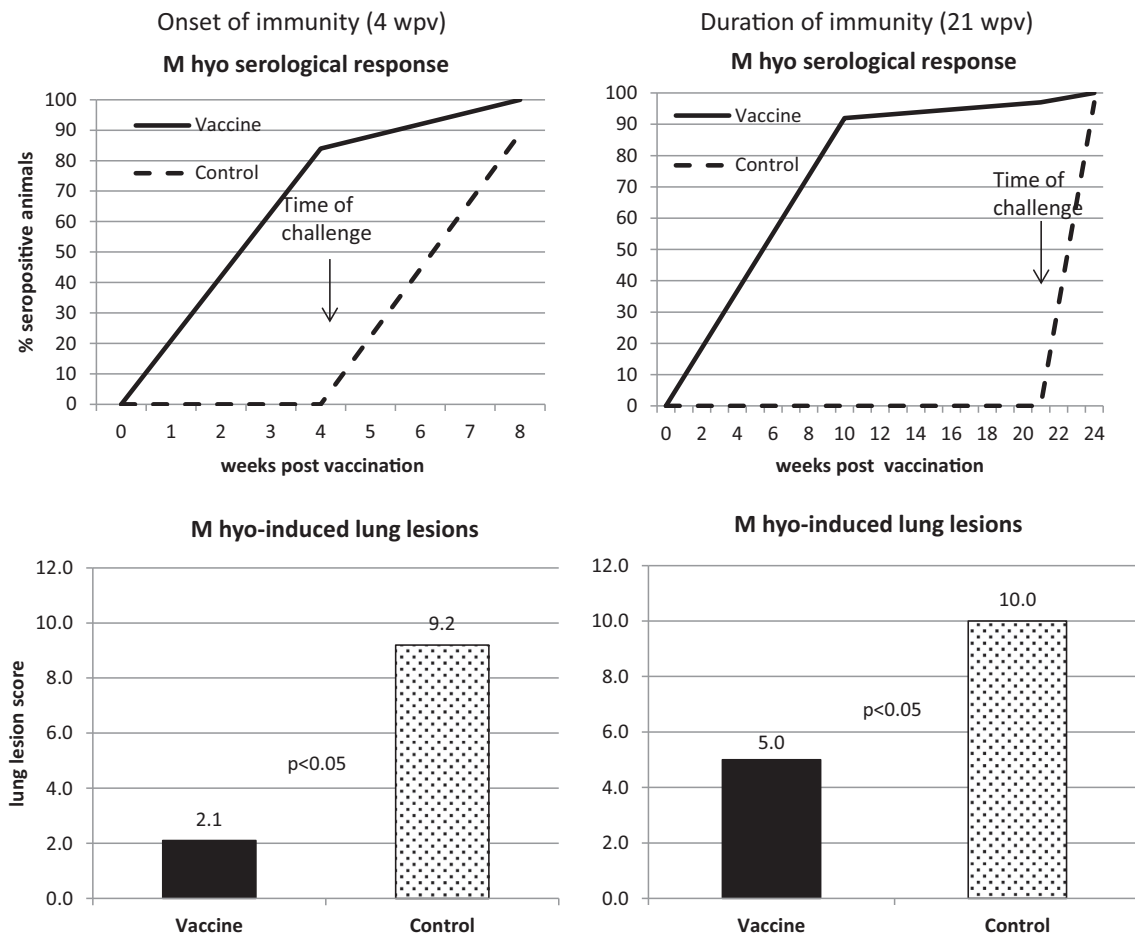 Onset of immunity (4 wpv)
M hyo serological response
100
90
80
70
60
50
40
30
20
10
0
% seropositive animals
Vaccine
Control
Time of
challenge
0 1 2 3 4 5 6 7 8
weeks post vaccination
Duration of immunity (21 wpv)
M hyo serological response
100
90
80
70
60
50
40
30
20
10
0
Vaccine
Control
Time of
challenge
0 2 4 6 8 10 12 14 16 18 20 22 24
weeks post vaccination
M hyo-induced lung lesions
12.0
10.0
8.0
6.0
4.0
2.0
0.0
lung lesion score
9.2
p<0.05
2.1
Vaccine Control
M hyo-induced lung lesions
12.0
10.0
8.0
6.0
4.0
2.0
0.0
10.0
p<0.05
5.0
Vaccine Control